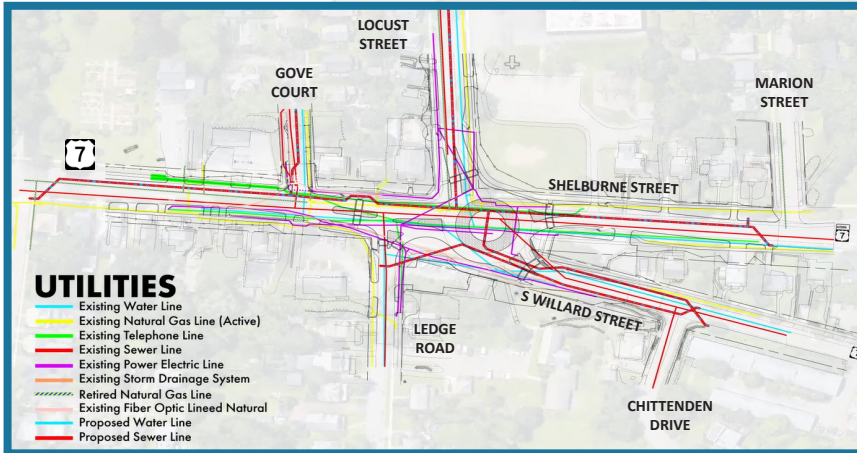 LOCUST
STREET
GOVE
COURT
MARION
STREET
7
SHELBURNE STREET
7
UTILITIES
Existing Water Line
Existing Natural Gas Line (Active)
Existing Telephone Line
Existing Sewer Line
Existing Power Electric Line
Existing Storm Drainage System
Retired Natural Gas Line
Existing Fiber Optic Lineed Natural
Proposed Water Line
Proposed Sewer Line
S WILLARD STREET
LEDGE
ROAD
CHITTENDEN
DRIVE